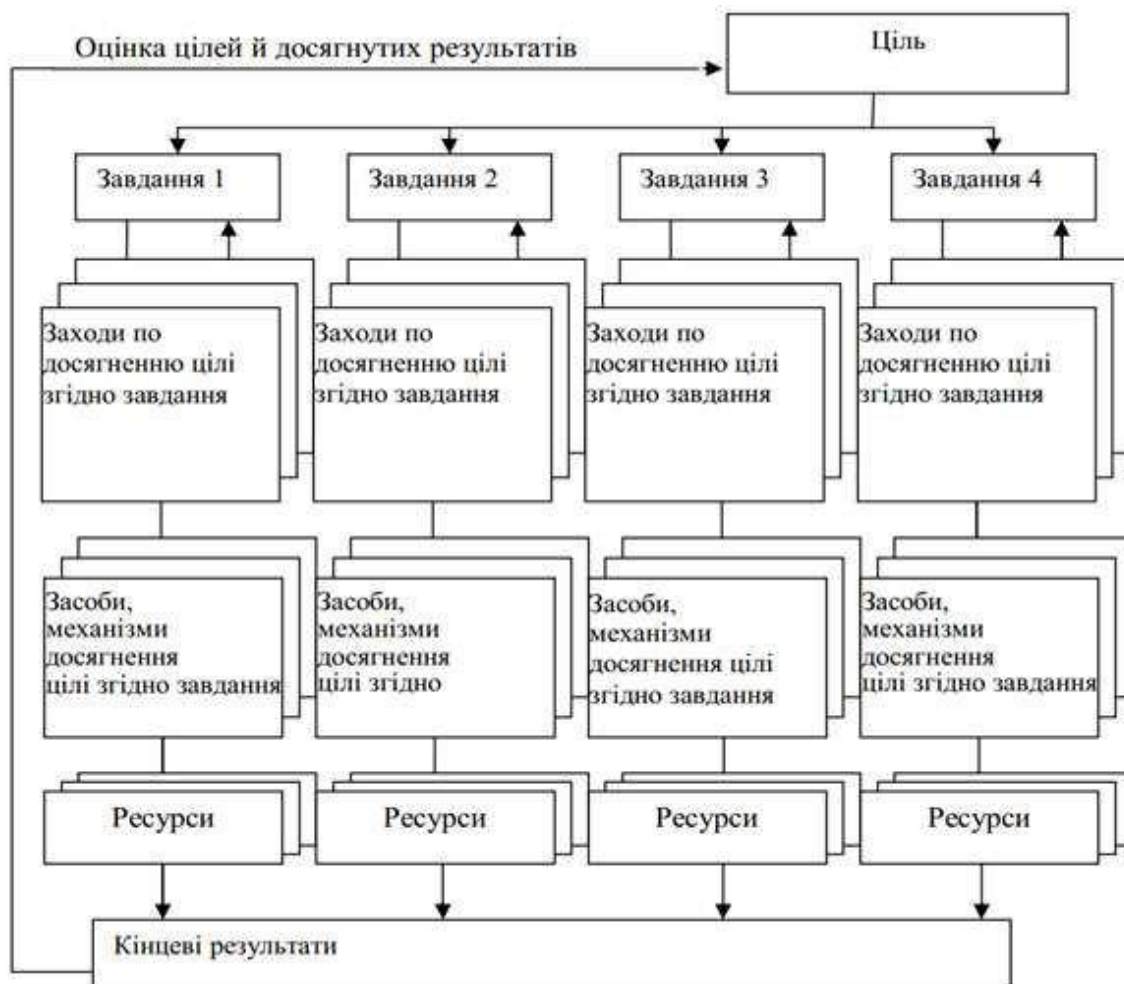 Оцінка цілей й досягнутих результатів
Ціль
Завдання 1
Завдання 2
Завдання 3
Завдання 4
Заходи по
досягненню цілі
згідно завдання
Заходи по
досягненню цілі
згідно завдання
Заходи по
досягненню цілі
згідно завдання
Заходи по
досягненню цілі
згідно завдання
Засоби,
механізми
досягнення
цілі згідно завдання
Засоби,
механізми
досягнення
цілі згідно
Засоби,
механізми
досягнення цілі
згідно завдання
Засоби,
механізми
досягнення
цілі згідно завдання
Ресурси
Ресурси
Ресурси
Ресурси
Кінцеві результати